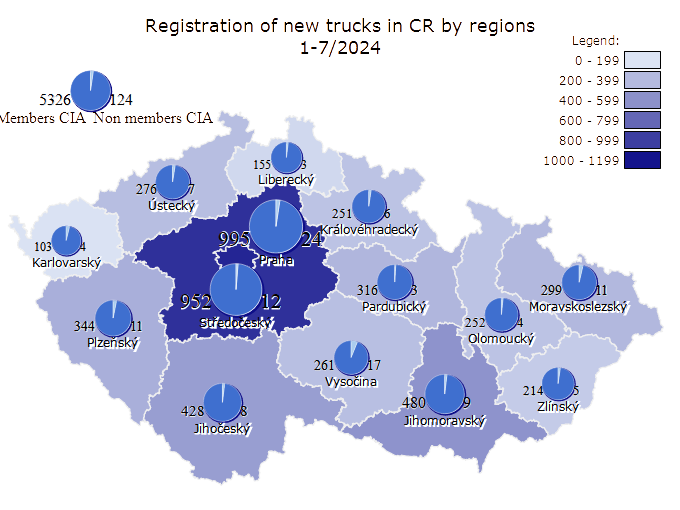 Registration of new trucks in CR by regions
1-7/2024
Legend:
0 - 199
200 - 399
400 - 599
600 - 799
800 - 999
1000 - 1199
5326 124
Members CIA Non members CIA
155 3
Liberecký
276 7
Ústecký
251 6
Královéhradecký
995 24
Praha
103 4
Karlovarský
952 12
Středočeský
316 3
Pardubický
299 11
Moravskoslezský
344 11
Plzeňský
252 4
Olomoucký
261 17
Vysočina
214 5
Zlínský
428 8
Jihočeský
480 9
Jihomoravský